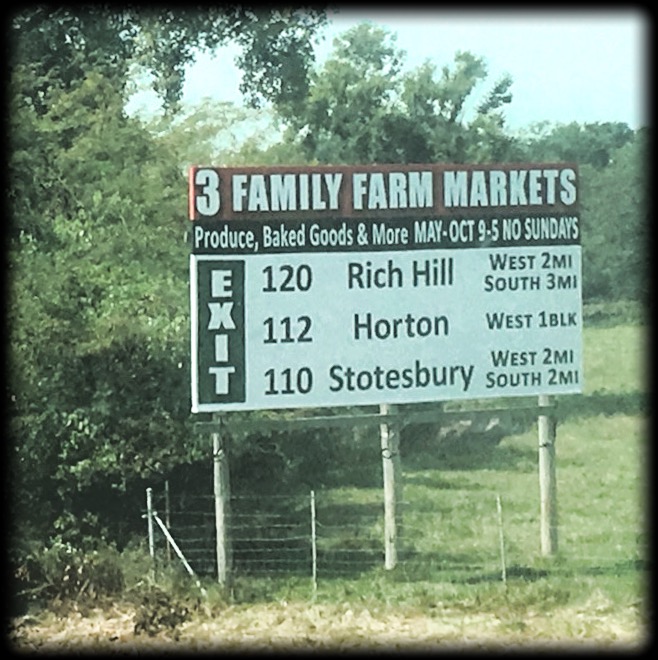 3 FAMILY FARM MARKETS
Produce, Baked Goods & More MAY-OCT 9-5 NO SUNDAYS
EXIT
120 Rich Hill WEST 2MI SOUTH 3MI
112 Horton WEST 1BLK
110 Stotesbury WEST 2MI SOUTH 2MI